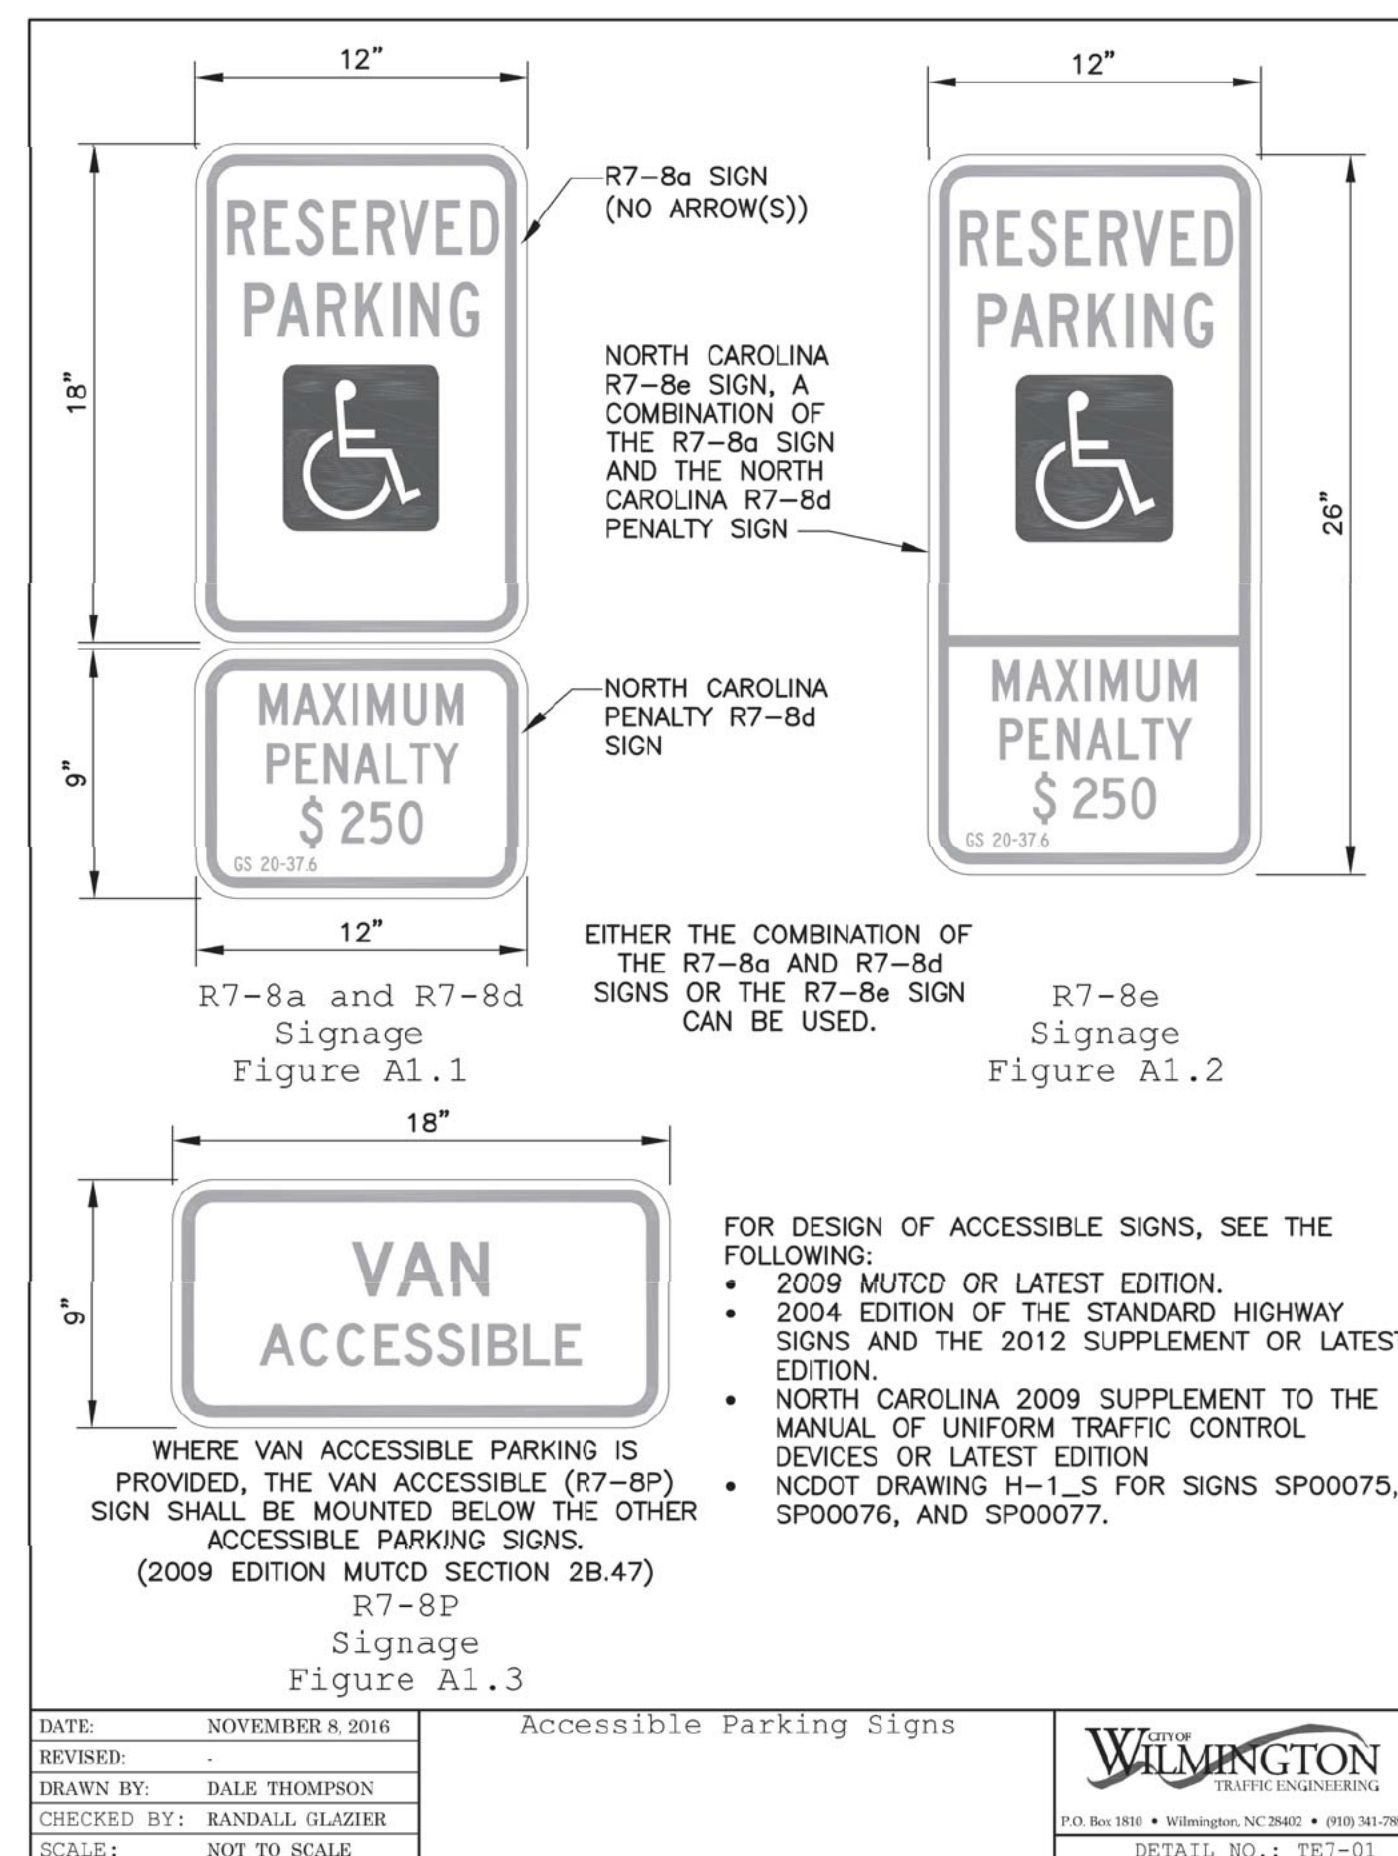 12”
18”
RESERVED
PARKING
R7-8a SIGN
(NO ARROW(S))
9”
MAXIMUM
PENALTY
$ 250
GS 20-37.6
NORTH CAROLINA
PENALTY R7-8d
SIGN
12”
R7-8a and R7-8d
Signage
Figure A1.1
NORTH CAROLINA
R7-8e SIGN, A
COMBINATION OF
THE R7-8a SIGN
AND THE NORTH
CAROLINA R7-8d
PENALTY SIGN
12”
RESERVED
PARKING
26”
MAXIMUM
PENALTY
$ 250
GS 20-37.6
EITHER THE COMBINATION OF
THE R7-8a AND R7-8d
SIGNS OR THE R7-8e SIGN
CAN BE USED.
R7-8e
Signage
Figure A1.2
18”
9”
VAN
ACCESSIBLE
WHERE VAN ACCESSIBLE PARKING IS
PROVIDED, THE VAN ACCESSIBLE (R7-8P)
SIGN SHALL BE MOUNTED BELOW THE OTHER
ACCESSIBLE PARKING SIGNS.
(2009 EDITION MUTCD SECTION 2B.47)
R7-8P
Signage
Figure A1.3
FOR DESIGN OF ACCESSIBLE SIGNS, SEE THE
FOLLOWING:
• 2009 MUTCD OR LATEST EDITION.
• 2004 EDITION OF THE STANDARD HIGHWAY
SIGNS AND THE 2012 SUPPLEMENT OR LATEST
EDITION.
• NORTH CAROLINA 2009 SUPPLEMENT TO THE
MANUAL OF UNIFORM TRAFFIC CONTROL
DEVICES OR LATEST EDITION
• NCDOT DRAWING H-1_S FOR SIGNS SP00075,
SP00076, AND SP00077.
DATE: NOVEMBER 8, 2016
REVISED: -
DRAWN BY: DALE THOMPSON
CHECKED BY: RANDALL GLAZIER
SCALE: NOT TO SCALE
Accessible Parking Signs
CITY OF
WILMINGTON
TRAFFIC ENGINEERING
P.O. Box 1810 • Wilmington, NC 28402 • (910) 341-78
DETAIL NO.: TE7-01